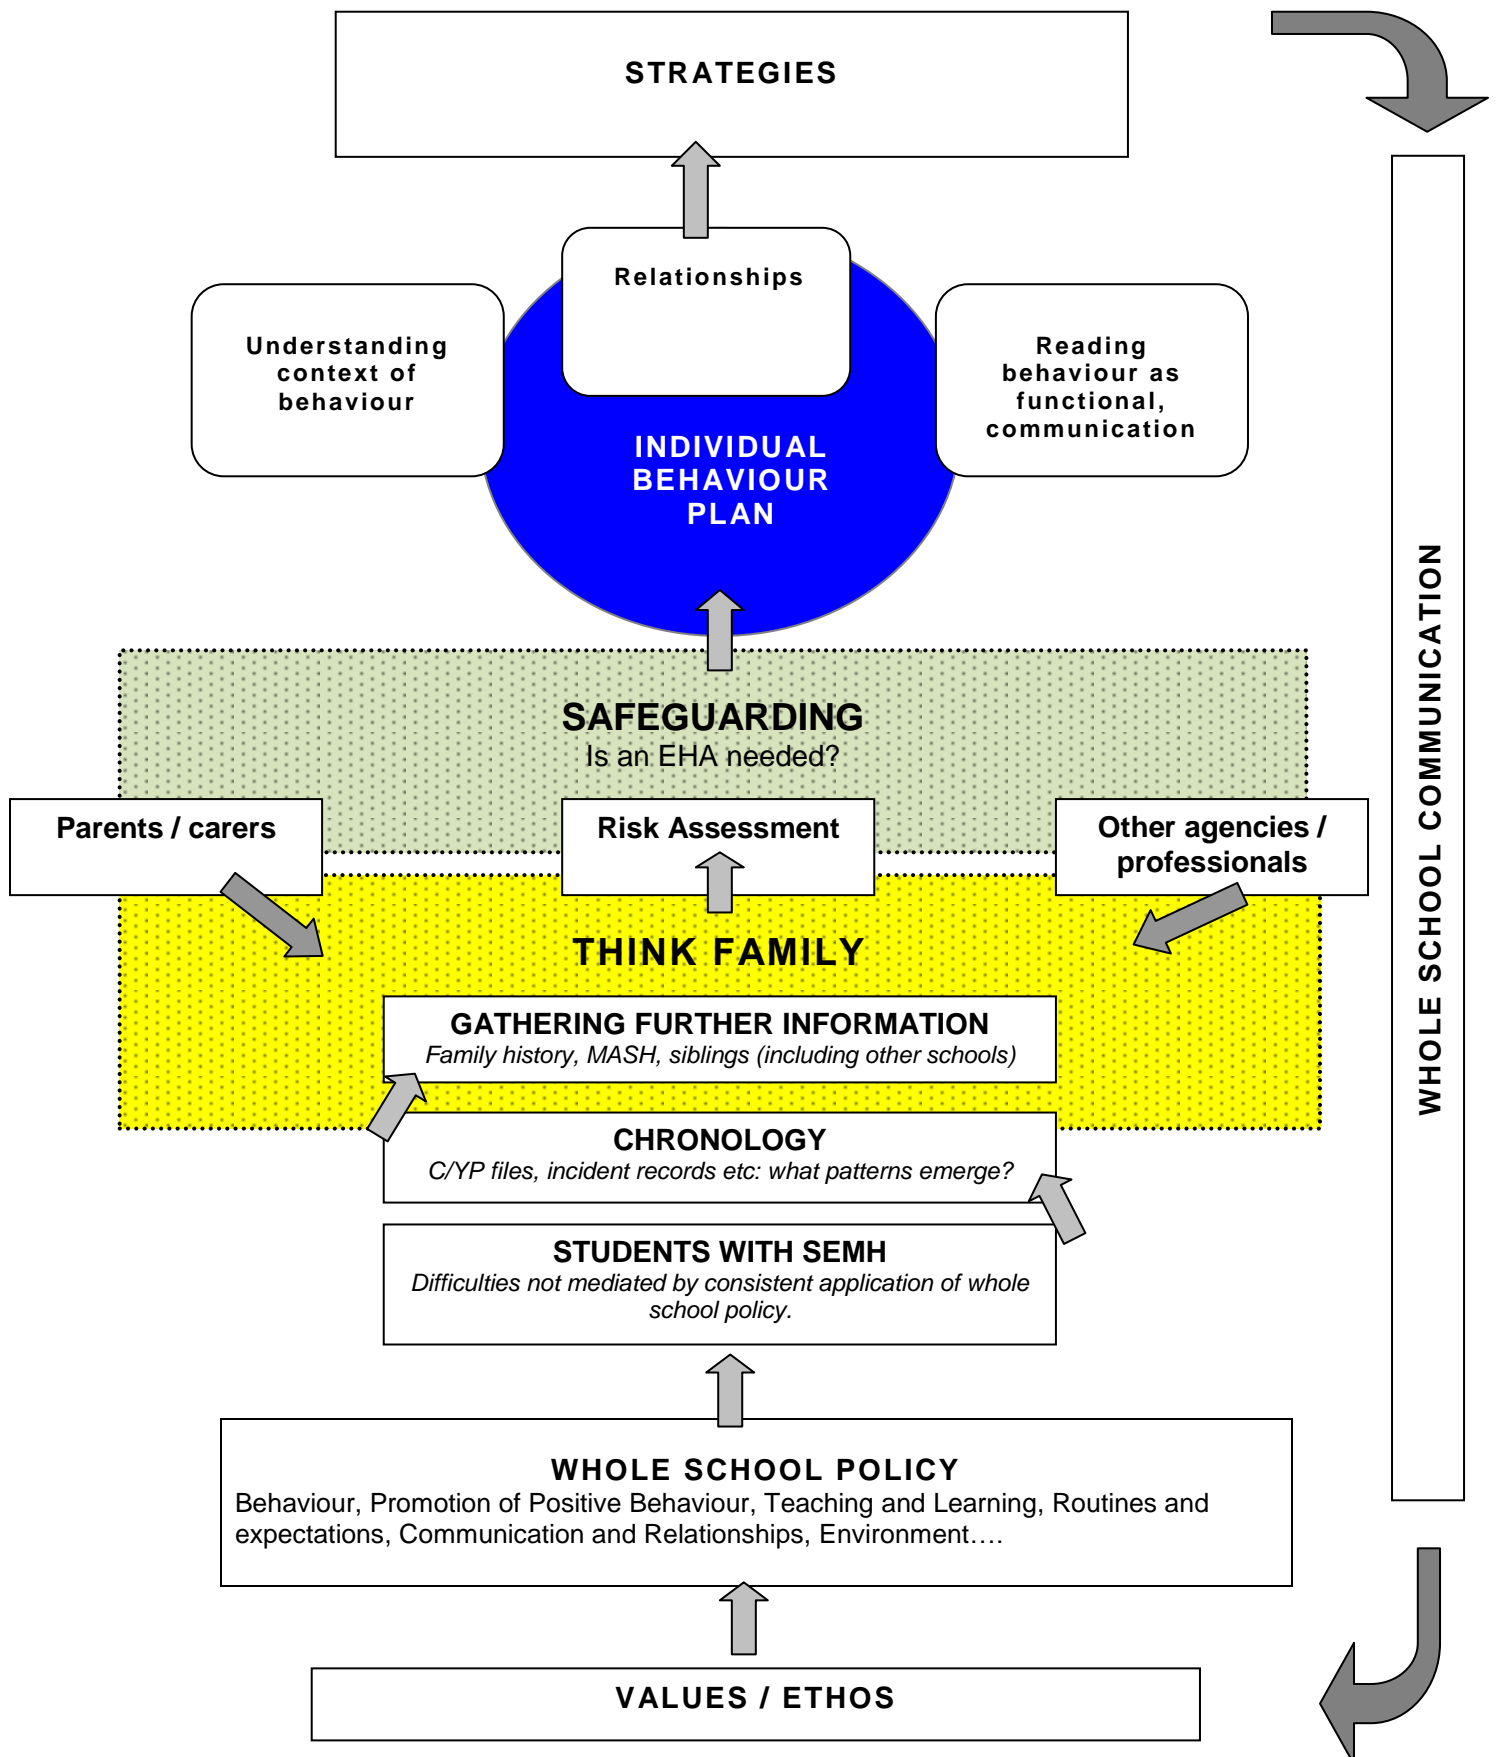 STRATEGIES
Relationships
Understanding
context of
behaviour
Reading
behaviour as
functional,
communication
INDIVIDUAL
BEHAVIOUR
PLAN
SAFEGUARDING
Is an EHA needed?
Parents / carers
Risk Assessment
Other agencies /
professionals
THINK FAMILY
GATHERING FURTHER INFORMATION
Family history, MASH, siblings (including other schools)
CHRONOLOGY
C/YP files, incident records etc: what patterns emerge?
STUDENTS WITH SEMH
Difficulties not mediated by consistent application of whole
school policy.
WHOLE SCHOOL POLICY
Behaviour, Promotion of Positive Behaviour, Teaching and Learning, Routines and
expectations, Communication and Relationships, Environment….
VALUES / ETHOS
WHOLE SCHOOL COMMUNICATION